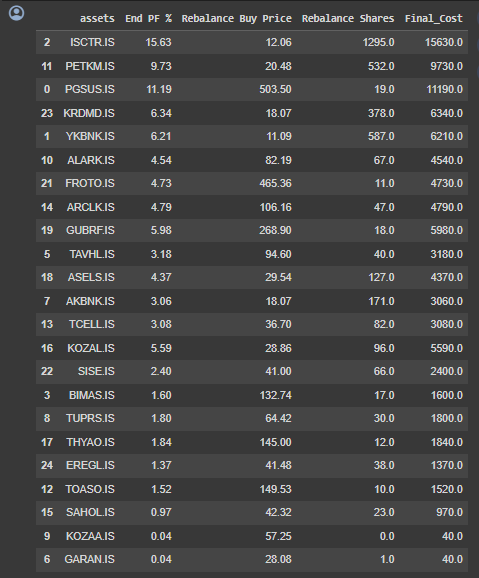 assets End PF % Rebalance Buy Price Rebalance Shares Final_Cost
2 ISCTR.IS 15.63 12.06 1295.0 15630.0
11 PETKM.IS 9.73 20.48 532.0 9730.0
0 PGSUS.IS 11.19 503.50 19.0 11190.0
23 KRDMD.IS 6.34 18.07 378.0 6340.0
1 YKBNK.IS 6.21 11.09 587.0 6210.0
10 ALARK.IS 4.54 82.19 67.0 4540.0
21 FROTO.IS 4.73 465.36 11.0 4730.0
14 ARCLK.IS 4.79 106.16 47.0 4790.0
19 GUBRF.IS 5.98 268.90 18.0 5980.0
5 TAVHL.IS 3.18 94.60 40.0 3180.0
18 ASELS.IS 4.37 29.54 127.0 4370.0
7 AKBNK.IS 3.06 18.07 171.0 3060.0
13 TCELL.IS 3.08 36.70 82.0 3080.0
16 KOZAL.IS 5.59 28.86 96.0 5590.0
22 SISE.IS 2.40 41.00 66.0 2400.0
3 BIMAS.IS 1.60 132.74 17.0 1600.0
8 TUPRS.IS 1.80 64.42 30.0 1800.0
17 THYAO.IS 1.84 145.00 12.0 1840.0
24 EREGL.IS 1.37 41.48 38.0 1370.0
12 TOASO.IS 1.52 149.53 10.0 1520.0
15 SAHOL.IS 0.97 42.32 23.0 970.0
9 KOZAA.IS 0.04 57.25 0.0 40.0
6 GARAN.IS 0.04 28.08 1.0 40.0